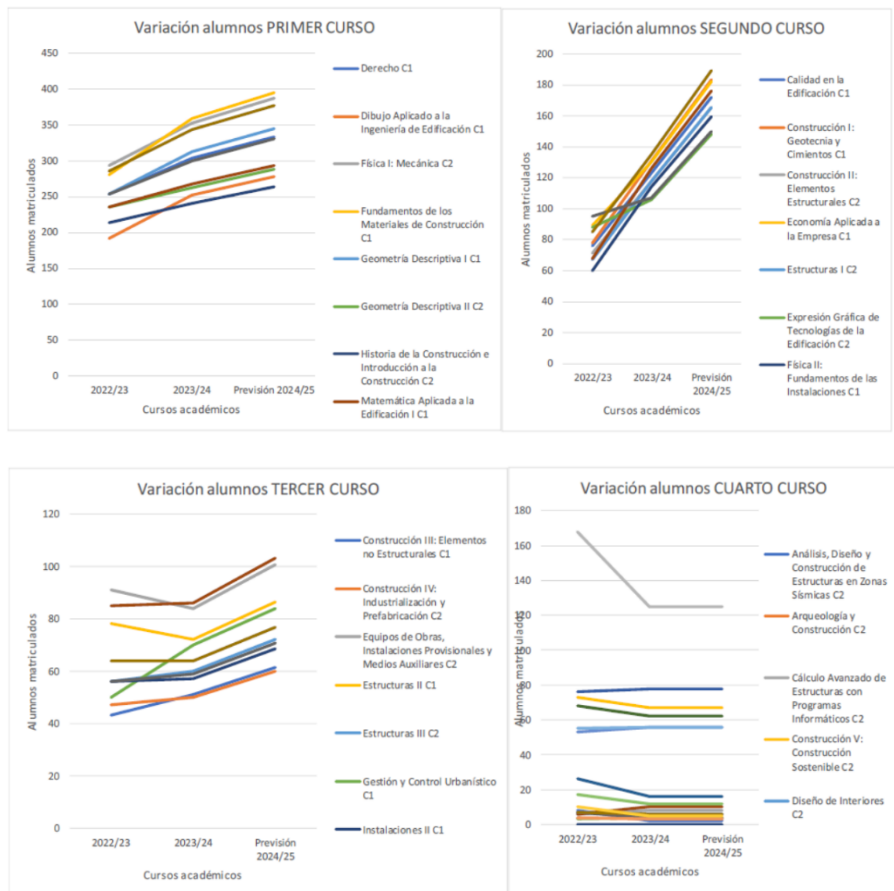 Variación alumnos PRIMER CURSO
450
400
350
300
250
200
150
100
50
0
Alumnos matriculados
2022/23
2023/24
Previsión 2024/25
Cursos académicos
Derecho C1
Dibujo Aplicado a la
Ingeniería de Edificación C1
Física I: Mecánica C2
Fundamentos de los
Materiales de Construcción
C1
Geometría Descriptiva I C1
Geometría Descriptiva II C2
Historia de la Construcción e
Introducción a la
Construcción C2
Matemática Aplicada a la
Edificación I C1
Variación alumnos SEGUNDO CURSO
200
180
160
140
120
100
80
60
40
20
0
Alumnos matriculados
2022/23
2023/24
Previsión
2024/25
Cursos académicos
Calidad en la
Edificación C1
Construcción I:
Geotecnia y
Cimientos C1
Construcción II:
Elementos
Estructurales C2
Economía Aplicada a
la Empresa C1
Estructuras I C2
Expresión Gráfica de
Tecnologías de la
Edificación C2
Física II:
Fundamentos de las
Instalaciones C1
Variación alumnos TERCER CURSO
120
100
80
60
40
20
0
Alumnos matriculados
2022/23
2023/24
Previsión
2024/25
Cursos académicos
Construcción III: Elementos
no Estructurales C1
Construcción IV:
Industrialización y
Prefabricación C2
Equipos de Obras,
Instalaciones Provisionales y
Medios Auxiliares C2
Estructuras II C1
Estructuras III C2
Gestión y Control Urbanístico
C1
Instalaciones II C1
Variación alumnos CUARTO CURSO
180
160
140
120
100
80
60
40
20
0
Alumnos matriculados
2022/23
2023/24
Previsión
2024/25
Cursos académicos
Análisis, Diseño y
Construcción de
Estructuras en Zonas
Sísmicas C2
Arqueología y
Construcción C2
Cálculo Avanzado de
Estructuras con
Programas
Informáticos C2
Construcción V:
Construcción
Sostenible C2
Diseño de Interiores
C2